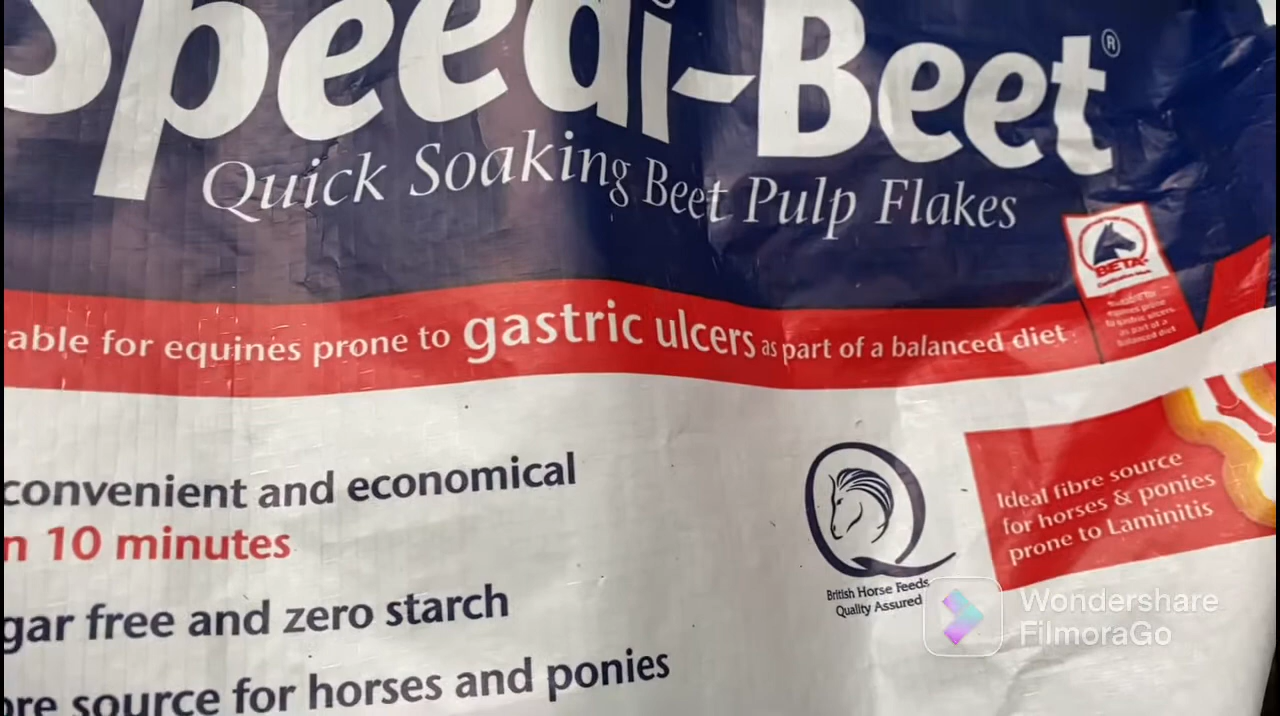 Speedi-Beet®
Quick Soaking Beet Pulp Flakes
able for equines prone to gastric ulcers as part of a balanced diet
BETA
convenient and economical
n 10 minutes
gar free and zero starch
re source for horses and ponies
Ideal fibre source
for horses & ponies
prone to Laminitis
British Horse Feeds
Quality Assured
Wondershare
FilmoraGo